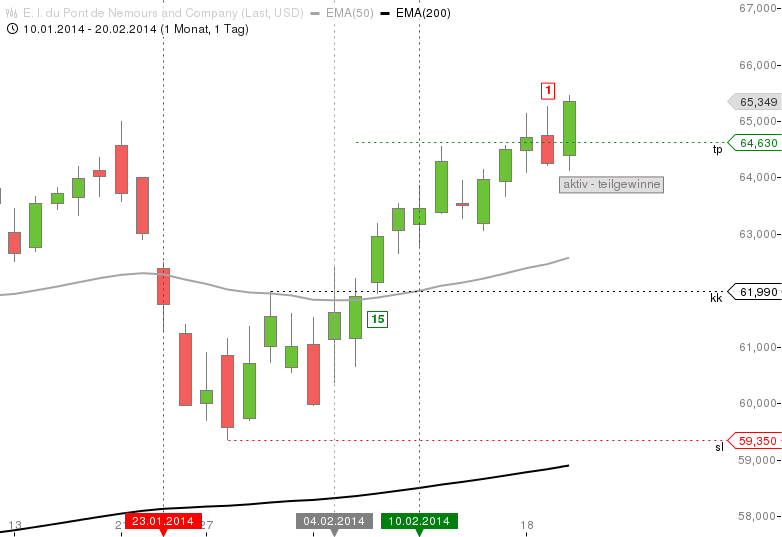 E. I. du Pont de Nemours and Company (Last, USD) EMA(50) EMA(200)
10.01.2014 - 20.02.2014 (1 Monat, 1 Tag)
67,000
66,000
1
65,349
65,000
64,630
tp
aktiv - teilgewinne
64,000
63,000
61,990
kk
15
61,000
60,000
59,350
sl
59,000
58,000
13 23.01.2014 27 04.02.2014 10.02.2014 18